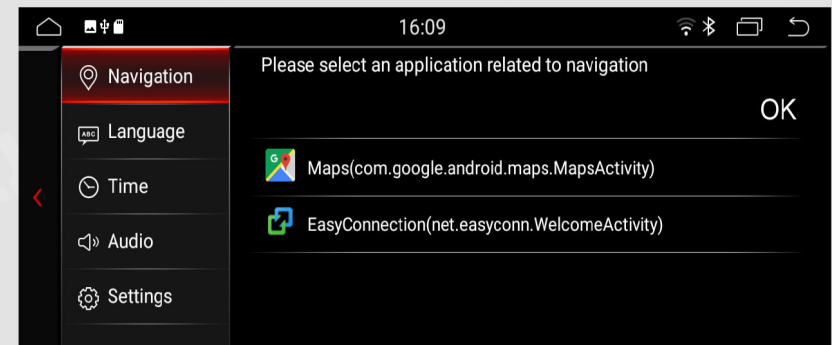 16:09
Navigation
ABC Language
Time
Audio
Settings
Please select an application related to navigation
OK
G Maps(com.google.android.maps.MapsActivity)
EasyConnection(net.easyconn.WelcomeActivity)